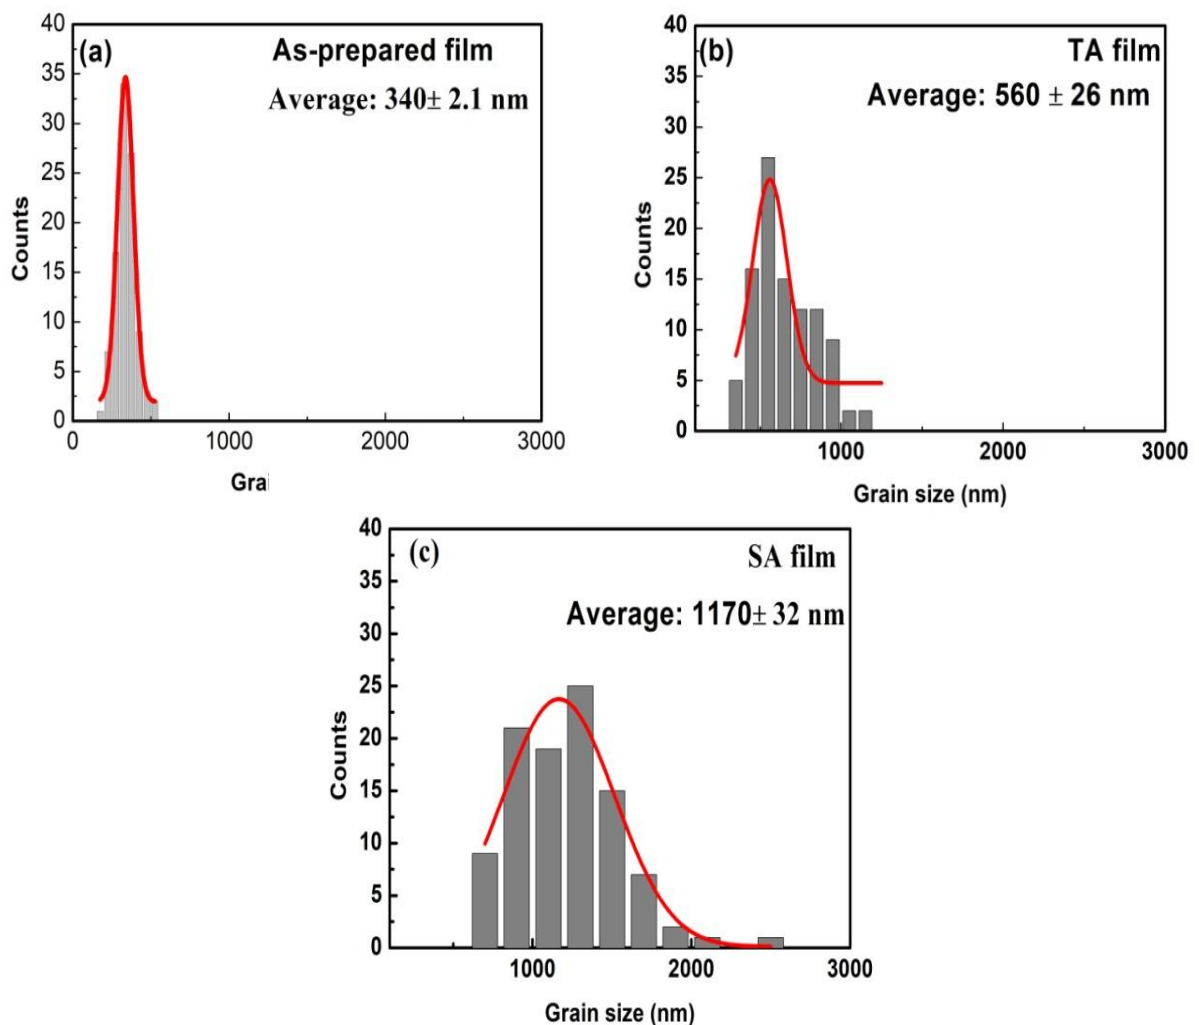 (a)
As-prepared film
Average: 340± 2.1 nm
40
35
30
25
20
15
10
5
0
Counts
0 1000 2000 3000
Grai
(b)
TA film
Average: 560 ± 26 nm
40
35
30
25
20
15
10
5
0
Counts
1000 2000 3000
Grain size (nm)
(c)
SA film
Average: 1170± 32 nm
40
35
30
25
20
15
10
5
0
Counts
1000 2000 3000
Grain size (nm)